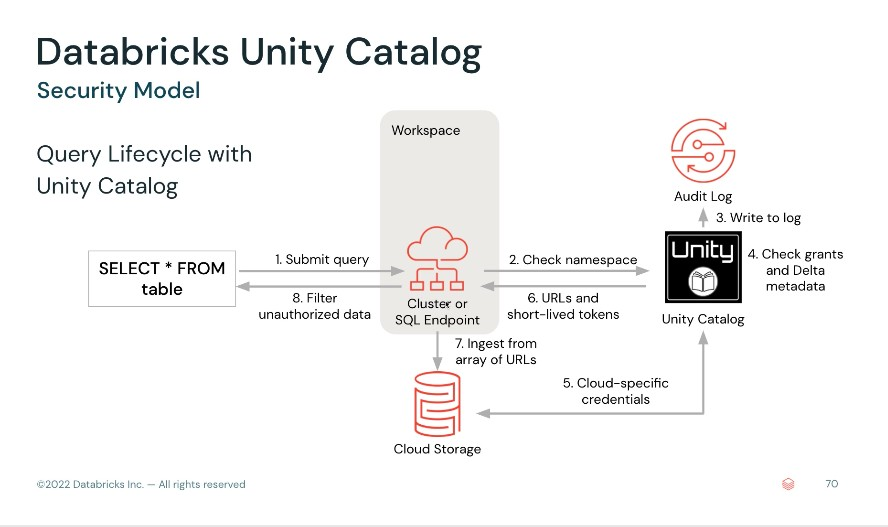 Databricks Unity Catalog
Security Model
Query Lifecycle with
Unity Catalog
Workspace
Audit Log
3. Write to log
SELECT * FROM
table
1. Submit query
2. Check namespace
Unity
4. Check grants
and Delta
metadata
8. Filter
unauthorized data
Cluster or
SQL Endpoint
6. URLs and
short-lived tokens
Unity Catalog
7. Ingest from
array of URLs
5. Cloud-specific
credentials
Cloud Storage
©2022 Databricks Inc. — All rights reserved
70